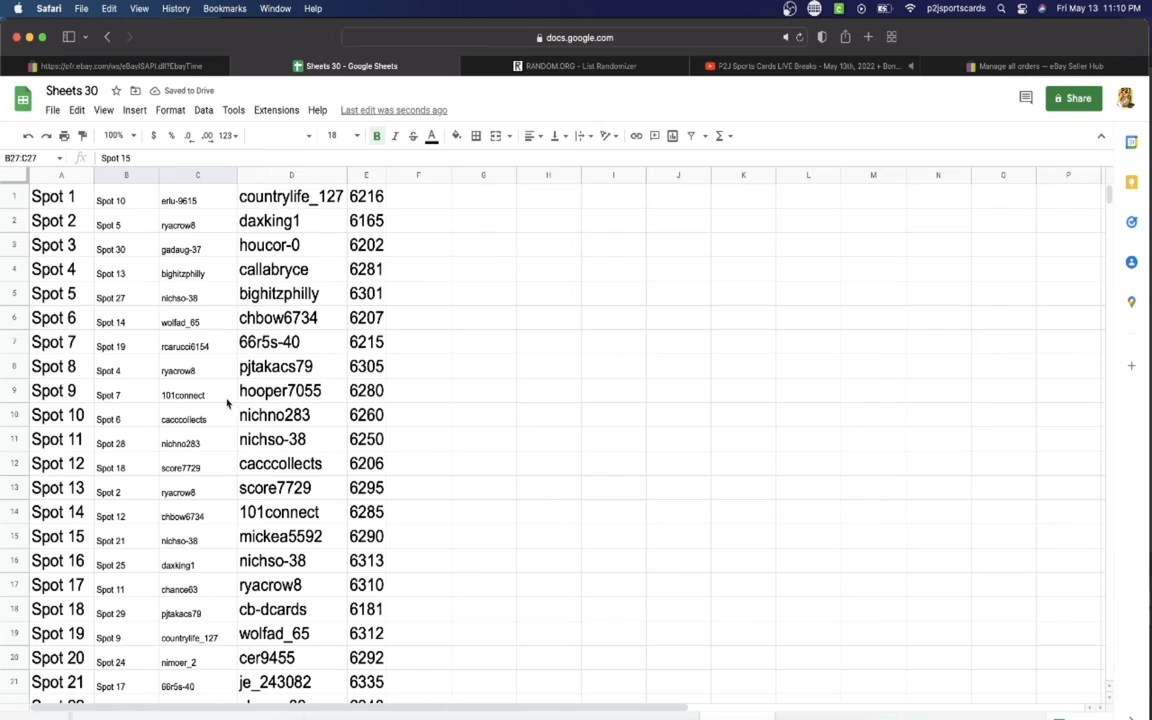 Safari File Edit View History Bookmarks Window Help p2jsportscards Fri May 13 11:10 PM
docs.google.com
https://ofr.ebay.com/ws/eBayISAPI.dll?EbayTime Sheets 30 - Google Sheets RANDOM.ORG - List Randomizer P2J Sports Cards LIVE Breaks - May 13th, 2022 + Bon... Manage all orders — eBay Seller Hub
Sheets 30 Saved to Drive
File Edit View Insert Format Data Tools Extensions Help Last edit was seconds ago Share
100% $ % .0 .00 123 18 B I S A
B27:C27 fx Spot 15
A B C D E F G H I J K L M N O P
1 Spot 1 Spot 10 erlu-9615 countrylife_127 6216
2 Spot 2 Spot 5 ryacrow8 daxking1 6165
3 Spot 3 Spot 30 gadaug-37 houcor-0 6202
4 Spot 4 Spot 13 bighitzphilly callabryce 6281
5 Spot 5 Spot 27 nichso-38 bighitzphilly 6301
6 Spot 6 Spot 14 wolfad_65 chbow6734 6207
7 Spot 7 Spot 19 rcarucci6154 66r5s-40 6215
8 Spot 8 Spot 4 ryacrow8 pjtakacs79 6305
9 Spot 9 Spot 7 101connect hooper7055 6280
10 Spot 10 Spot 6 cacccollects nichno283 6260
11 Spot 11 Spot 28 nichno283 nichso-38 6250
12 Spot 12 Spot 18 score7729 cacccollects 6206
13 Spot 13 Spot 2 ryacrow8 score7729 6295
14 Spot 14 Spot 12 chbow6734 101connect 6285
15 Spot 15 Spot 21 nichso-38 mickea5592 6290
16 Spot 16 Spot 25 daxking1 nichso-38 6313
17 Spot 17 Spot 11 chance63 ryacrow8 6310
18 Spot 18 Spot 29 pjtakacs79 cb-dcards 6181
19 Spot 19 Spot 9 countrylife_127 wolfad_65 6312
20 Spot 20 Spot 24 nimoer_2 cer9455 6292
21 Spot 21 Spot 17 66r5s-40 je_243082 6335